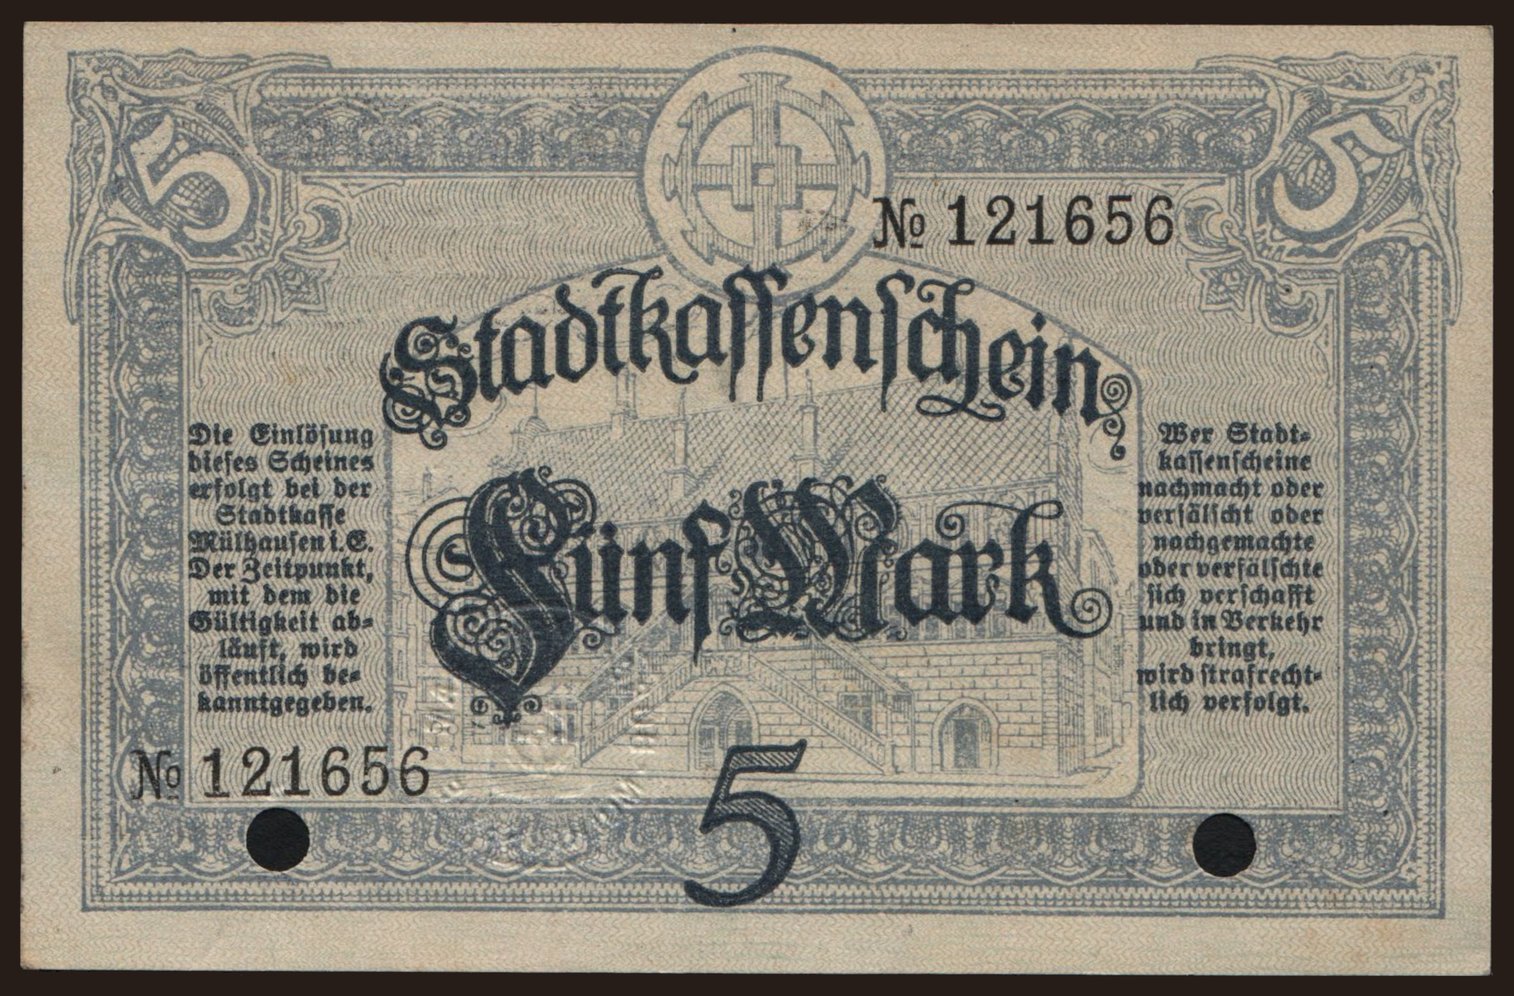 5
5
№ 121656
Stadtkassenschein
Fünf Mark
Die Einlösung
dieses Scheines
erfolgt bei der
Stadtkasse
Mülhausen i. E.
Der Zeitpunkt,
mit dem die
Gültigkeit ab-
läuft, wird
öffentlich be-
kanntgegeben.
Wer Stadt-
kassenscheine
nachmacht oder
verfälscht oder
nachgemachte
oder verfälschte
sich verschafft
und in Verkehr
bringt,
wird strafrecht-
lich verfolgt.
№ 121656
5